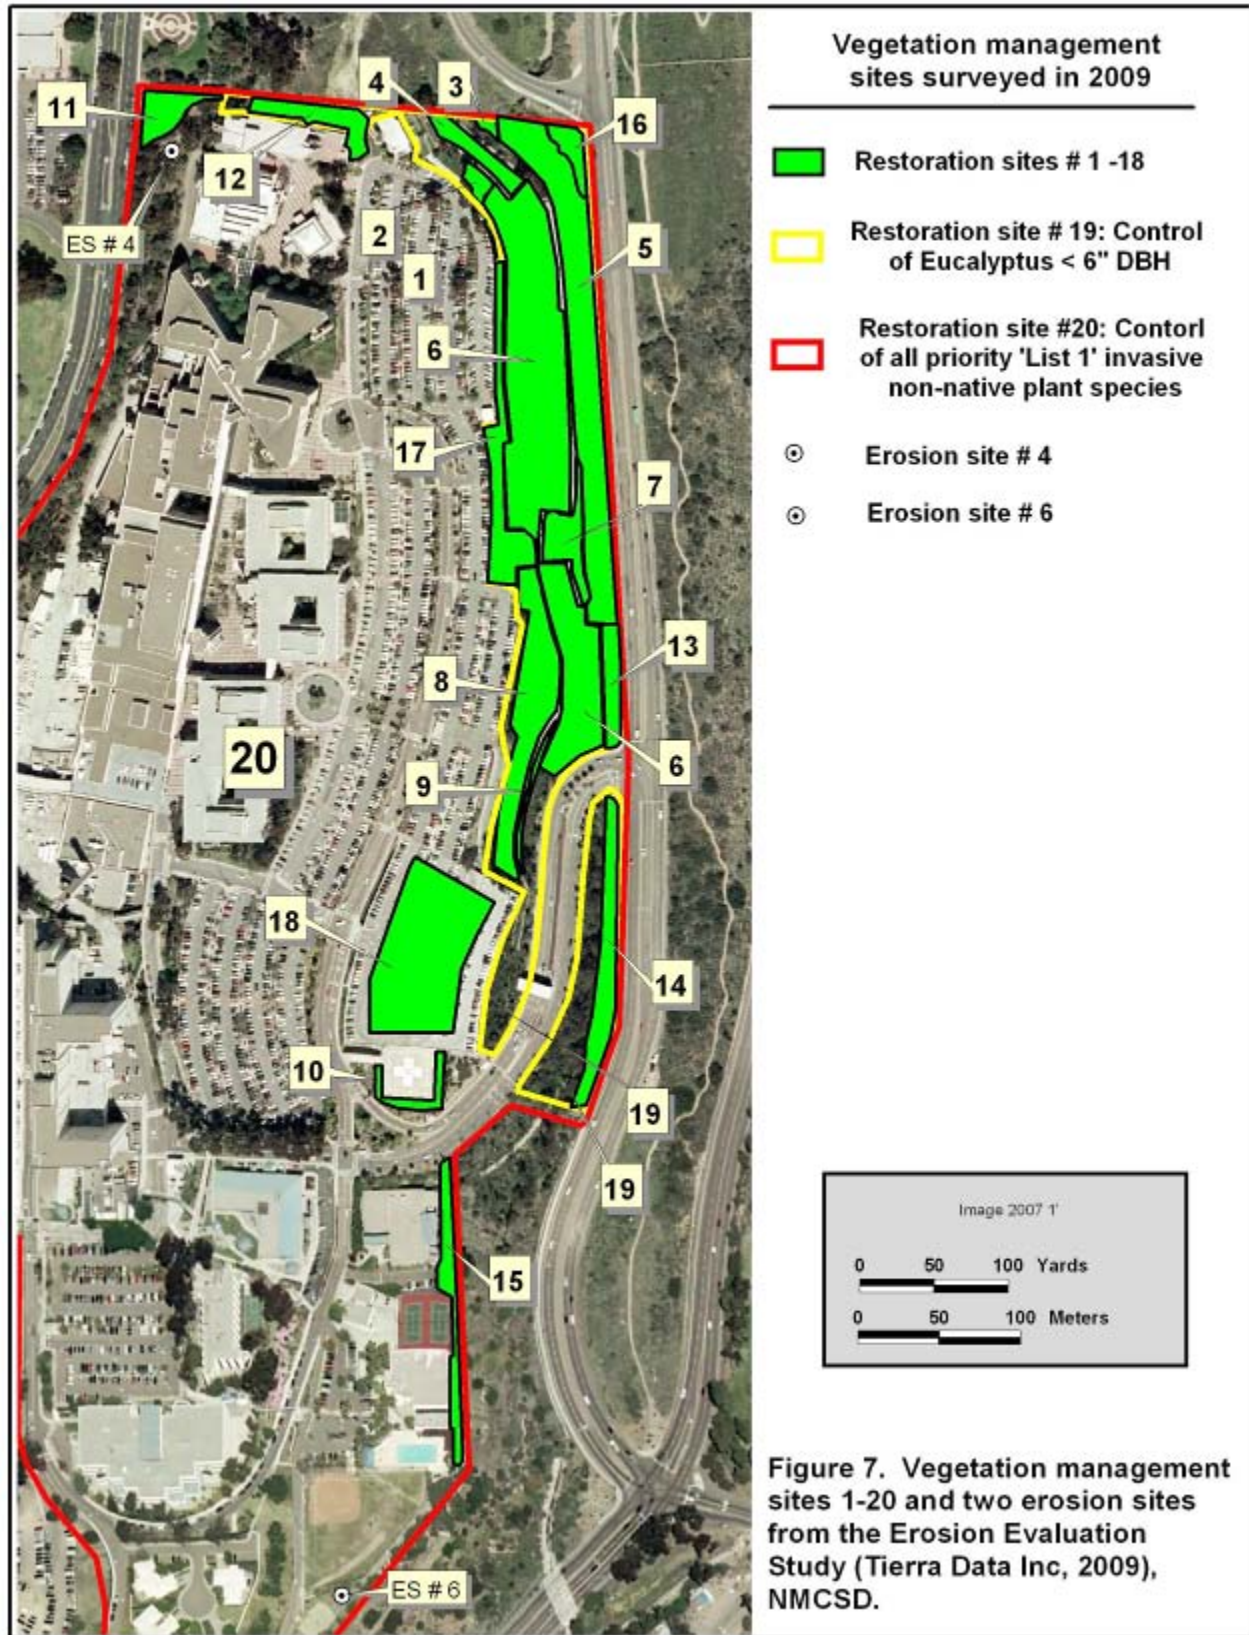 Vegetation management
sites surveyed in 2009
Restoration sites # 1 -18
Restoration site # 19: Control
of Eucalyptus < 6" DBH
Restoration site #20: Contorl
of all priority 'List 1' invasive
non-native plant species
Erosion site # 4
Erosion site # 6
11
4
3
16
12
ES # 4
2
1
5
6
17
7
13
8
20
6
9
18
14
10
19
19
15
ES # 6
Image 2007 1'
0 50 100 Yards
0 50 100 Meters
Figure 7. Vegetation management
sites 1-20 and two erosion sites
from the Erosion Evaluation
Study (Tierra Data Inc, 2009),
NMCSD.